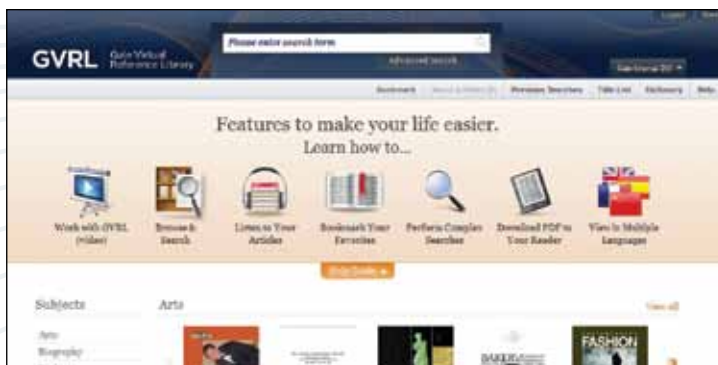 Please enter search term
GVRL Gale Virtual
Reference Library
Advanced Search
Bookmark Previous Searches Title List Dictionary Help
Features to make your life easier.
Learn how to...
Work with GVRL
(video)
Browse &
Search
Listen to Your
Articles
Bookmark Your
Favorites
Perform Complex
Searches
Download PDF to
Your Reader
View in Multiple
Languages
Subjects
Arts
View all
Arts
Biography
FASHION